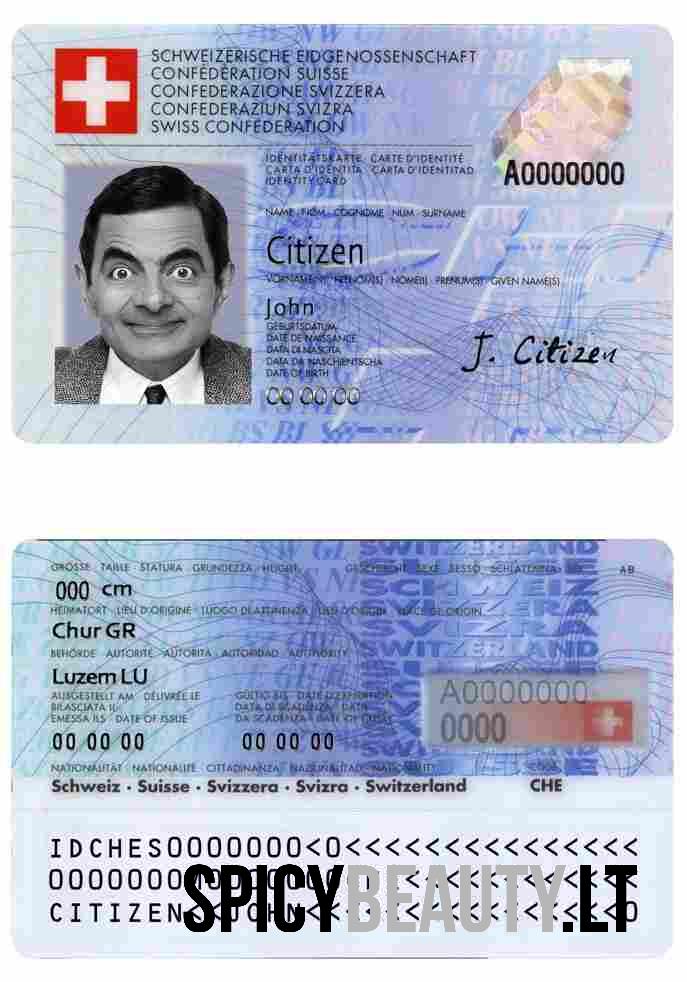 SCHWEIZERISCHE EIDGENOSSENSCHAFT
CONFÉDÉRATION SUISSE
CONFEDERAZIONE SVIZZERA
CONFEDERAZIUN SVIZRA
SWISS CONFEDERATION
IDENTITÄTSKARTE CARTE D'IDENTITÉ
CARTA D'IDENTITÀ CARTA D'IDENTITAD
IDENTITY CARD
A0000000
NAME NOM COGNOME NUM SURNAME
Citizen
VORNAME(N) PRÉNOM(S) NOME(I) PRENUM(S) GIVEN NAME(S)
John
GEBURTSDATUM
DATE DE NAISSANCE
DATA DI NASCITA
DATA DA NASCHIENTSCHA
DATE OF BIRTH
00 00 00
J. Citizen
GRÖSSE TAILLE STATURA GRONDEZZA HEIGHT
GESCHLECHT SEXE SESSO SCHLATTAINA SEX
AB
000 cm
HEIMATORT LIEU D'ORIGINE LUOGO DI ATTINENZA LIEU D'ORIGIN PLACE OF ORIGIN
Chur GR
BEHÖRDE AUTORITÉ AUTORITÀ AUTORIDAD AUTHORITY
Luzem LU
AUSGESTELLT AM DÉLIVRÉE LE
RILASCIATA IL
EMESSA ILS DATE OF ISSUE
00 00 00
GÜLTIG BIS DATE D'EXPIRATION
DATA DI SCADENZA DATA
DA SCADENZA DATE OF
00 00 00
A0000000
0000
SWITZERLAND
NATIONALITÄT NATIONALITÉ CITTADINANZA NAZIUNALITAD NATIONALITY
CODE
Schweiz · Suisse · Svizzera · Svizra · Switzerland
CHE
IDCHES0000000<0<<<<<<<<<<<<<<<
CITIZEN<<JOHN
SPICYBEAUTY.LT